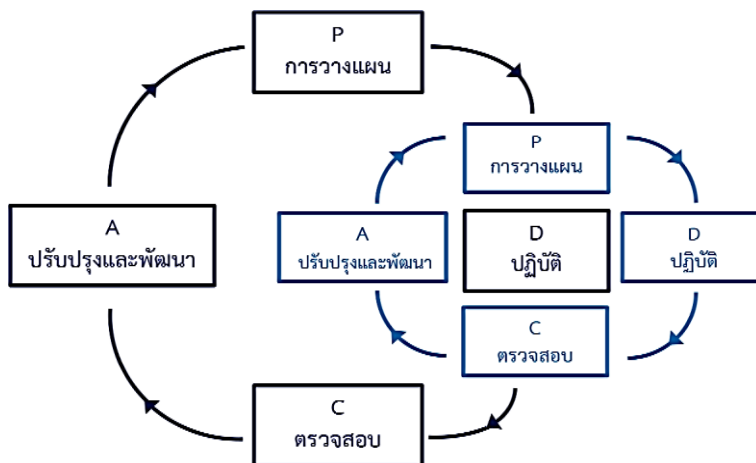 P
การวางแผน
P
การวางแผน
A
ปรับปรุงและพัฒนา
A
ปรับปรุงและพัฒนา
D
ปฏิบัติ
D
ปฏิบัติ
C
ตรวจสอบ
C
ตรวจสอบ